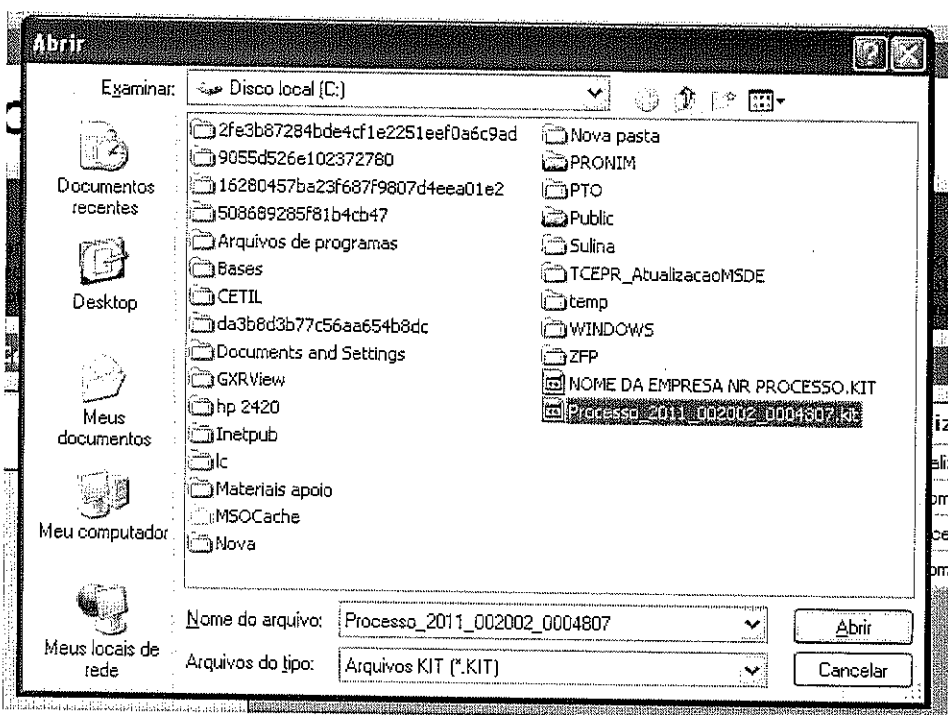 Abrir
Examinar: Disco local (C:)
Documentos recentes
Desktop
Meus documentos
Meu computador
Meus locais de rede
2fe3b87284bde4cf1e2251eef0a6c9ad
9055d526e102372780
16280457ba23f687f9807d4eea01e2
508689285f81b4cb47
Arquivos de programas
Bases
CETIL
da3b8d3b77c56aa654b8dc
Documents and Settings
GXRView
hp 2420
Inetpub
lc
Materiais apoio
MSOCache
Nova
Nova pasta
PRONIM
PTO
Public
Sulina
TCEPR_AtualizacaoMSDE
temp
WINDOWS
ZFP
NOME DA EMPRESA NR PROCESSO.KIT
Processo_2011_002002_0004807.kit
Nome do arquivo: Processo_2011_002002_0004807
Abrir
Arquivos do tipo: Arquivos KIT (*.KIT)
Cancelar